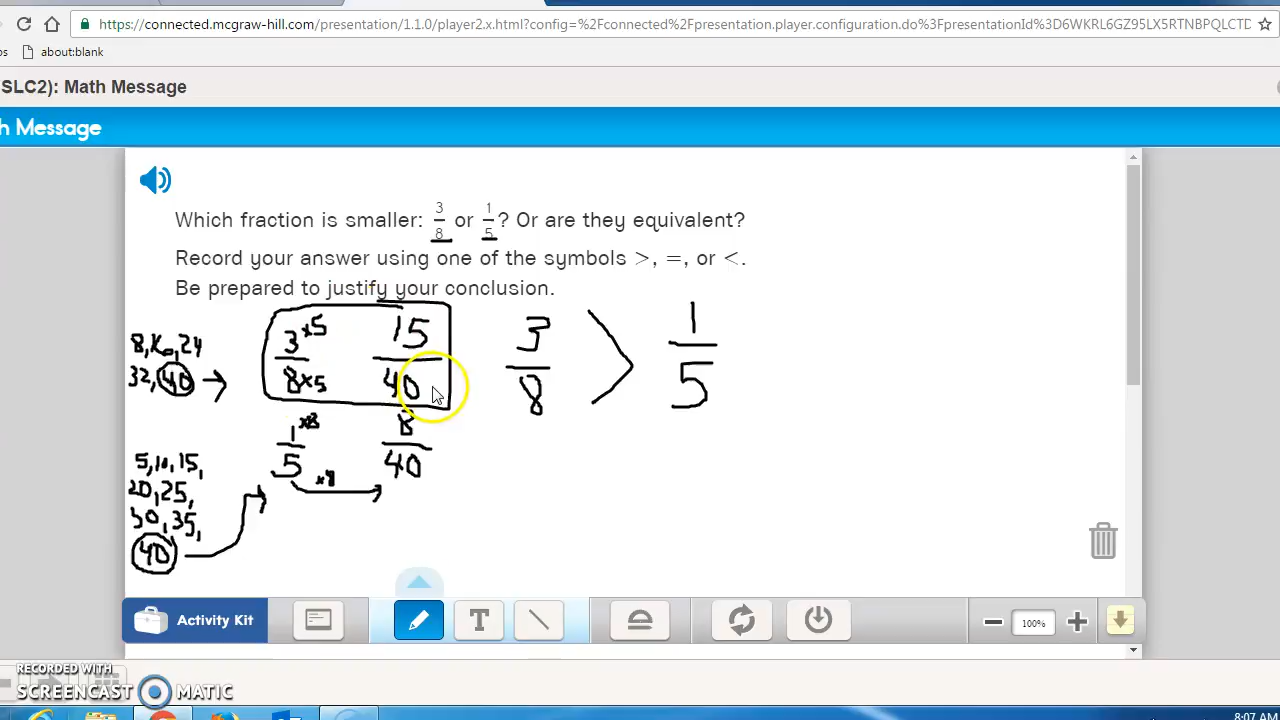 https://connected.mcgraw-hill.com/presentation/1.1.0/player2.x.html?config=%2Fconnected%2Fpresentation.player.configuration.do%3FpresentationId%3D6WKRL6GZ95LX5RTNBPQLCTD
ps about:blank
SLC2): Math Message
h Message
Which fraction is smaller: 3/8 or 1/5? Or are they equivalent?
Record your answer using one of the symbols >, =, or <.
Be prepared to justify your conclusion.
8, 16, 24
32, 40
3 ×5 15
8 ×5 40
3/8 > 1/5
1 ×8 8
5 ×8 40
5, 10, 15,
20, 25,
30, 35,
40
Activity Kit
T
100%
RECORDED WITH
SCREENCAST MATIC
8:07 AM